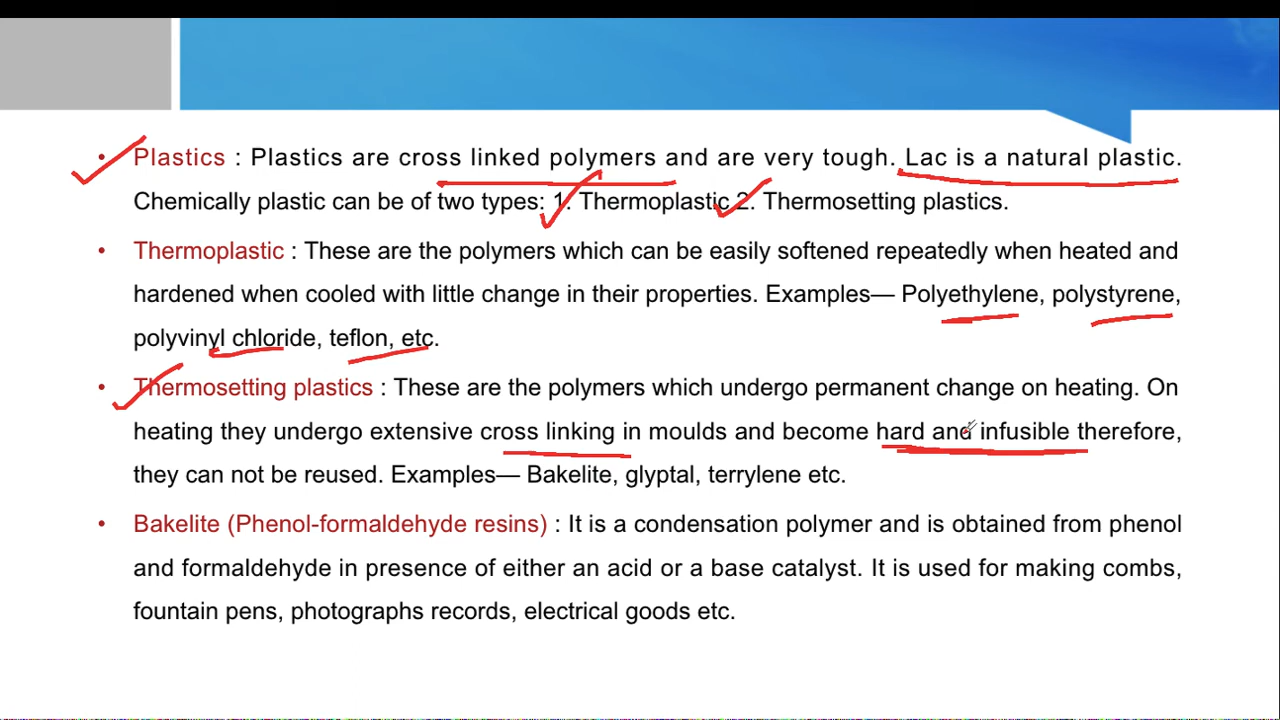 • Plastics : Plastics are cross linked polymers and are very tough. Lac is a natural plastic.
Chemically plastic can be of two types: 1. Thermoplastic 2. Thermosetting plastics.
• Thermoplastic : These are the polymers which can be easily softened repeatedly when heated and
hardened when cooled with little change in their properties. Examples— Polyethylene, polystyrene,
polyvinyl chloride, teflon, etc.
• Thermosetting plastics : These are the polymers which undergo permanent change on heating. On
heating they undergo extensive cross linking in moulds and become hard and infusible therefore,
they can not be reused. Examples— Bakelite, glyptal, terrylene etc.
• Bakelite (Phenol-formaldehyde resins) : It is a condensation polymer and is obtained from phenol
and formaldehyde in presence of either an acid or a base catalyst. It is used for making combs,
fountain pens, photographs records, electrical goods etc.